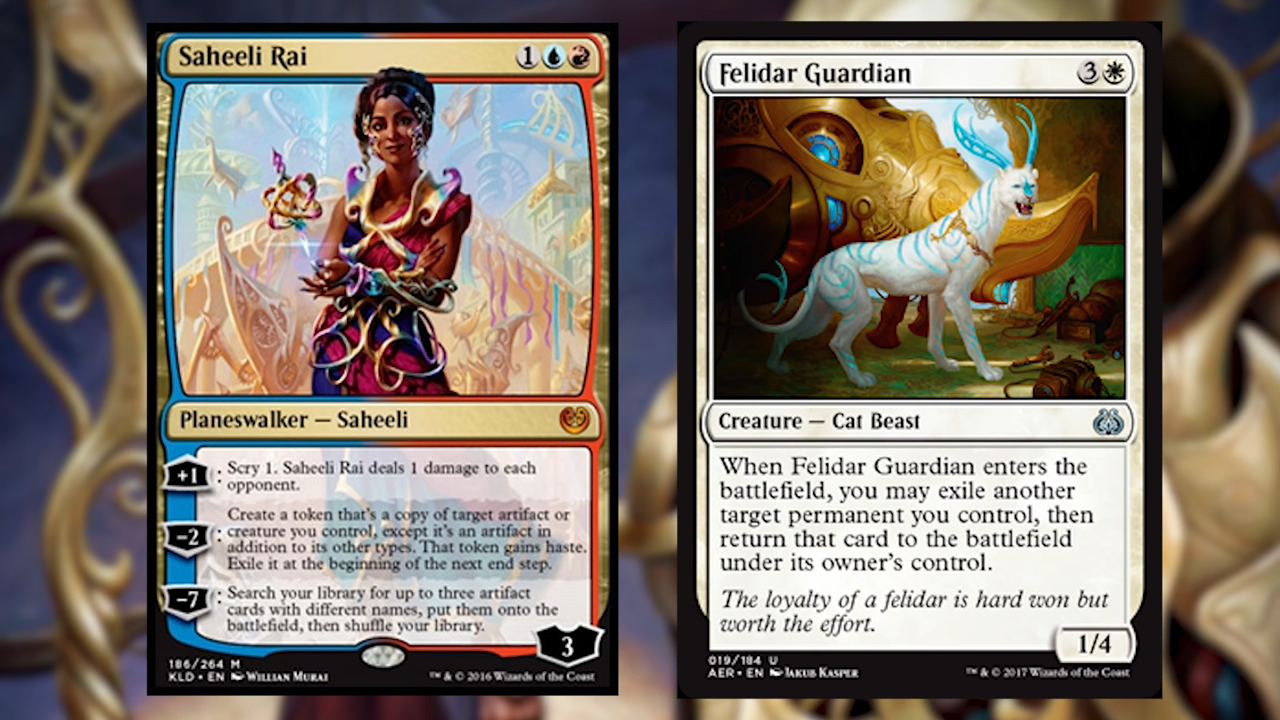 Saheeli Rai
1
Planeswalker — Saheeli
+1 : Scry 1. Saheeli Rai deals 1 damage to each
opponent.
Create a token that's a copy of target artifact or
−2 : creature you control, except it's an artifact in
addition to its other types. That token gains haste.
Exile it at the beginning of the next end step.
−7 : Search your library for up to three artifact
cards with different names, put them onto the
battlefield, then shuffle your library.
3
186/264 M
KLD • EN Willian Murai
™ & © 2016 Wizards of the Coast
Felidar Guardian
3
Creature — Cat Beast
When Felidar Guardian enters the
battlefield, you may exile another
target permanent you control, then
return that card to the battlefield
under its owner's control.
The loyalty of a felidar is hard won but
worth the effort.
1/4
019/184 U
AER • EN Jakub Kasper
™ & © 2017 Wizards of the Coast